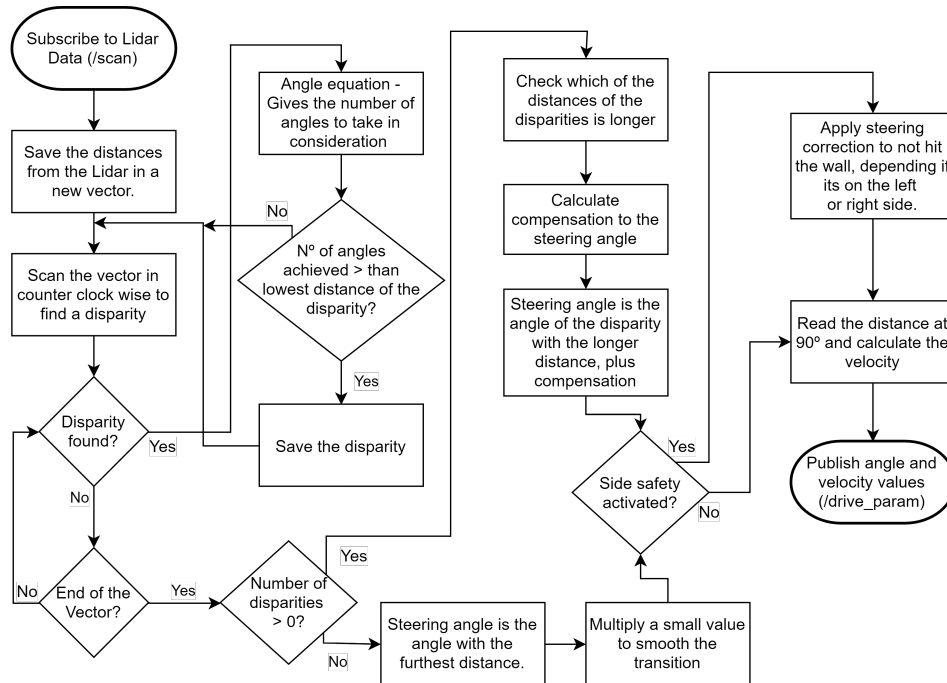 Subscribe to Lidar
Data (/scan)
Save the distances
from the Lidar in a
new vector.
Scan the vector in
counter clock wise to
find a disparity
Disparity
found?
Yes
No
End of the
Vector?
No
Yes
Angle equation -
Gives the number of
angles to take in
consideration
No
Nº of angles
achieved > than
lowest distance of the
disparity?
Yes
Save the disparity
Number of
disparities
> 0?
Yes
No
Steering angle is the
angle with the
furthest distance.
Multiply a small value
to smooth the
transition
Check which of the
distances of the
disparities is longer
Calculate
compensation to the
steering angle
Steering angle is the
angle of the disparity
with the longer
distance, plus
compensation
Side safety
activated?
Yes
No
Apply steering
correction to not hit
the wall, depending if
its on the left
or right side.
Read the distance at
90º and calculate the
velocity
Publish angle and
velocity values
(/drive_param)